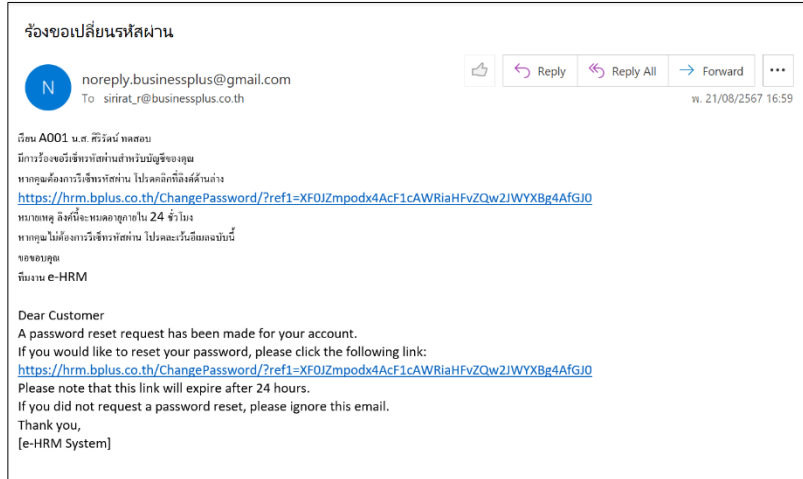 ร้องขอเปลี่ยนรหัสผ่าน
N
noreply.businessplus@gmail.com
To sirirat_r@businessplus.co.th
Reply
Reply All
Forward
พ. 21/08/2567 16:59
เรียน A001 น.ส. ศิริรัตน์ ทดสอบ
มีการร้องขอรีเซ็ทรหัสผ่านสำหรับบัญชีของคุณ
หากคุณต้องการรีเซ็ทรหัสผ่าน โปรดคลิกที่ลิงค์ด้านล่าง
https://hrm.bplus.co.th/ChangePassword/?ref1=XF0JZmpodx4AcF1cAWRiaHFvZQw2JWYXBg4AfGJ0
หมายเหตุ ลิงค์นี้จะหมดอายุภายใน 24 ชั่วโมง
หากคุณไม่ต้องการรีเซ็ทรหัสผ่าน โปรดละเว้นอีเมลฉบับนี้
ขอขอบคุณ
ทีมงาน e-HRM
Dear Customer
A password reset request has been made for your account.
If you would like to reset your password, please click the following link:
https://hrm.bplus.co.th/ChangePassword/?ref1=XF0JZmpodx4AcF1cAWRiaHFvZQw2JWYXBg4AfGJ0
Please note that this link will expire after 24 hours.
If you did not request a password reset, please ignore this email.
Thank you,
[e-HRM System]